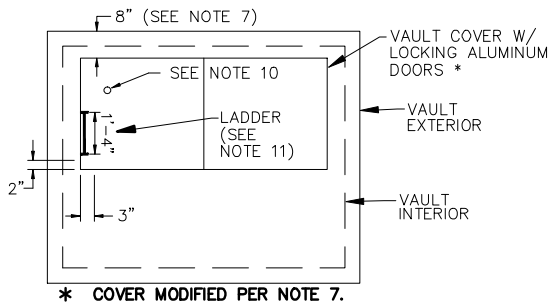 8" (SEE NOTE 7)
VAULT COVER W/
LOCKING ALUMINUM
DOORS *
SEE NOTE 10
1'-4"
LADDER
(SEE
NOTE 11)
VAULT
EXTERIOR
2"
3"
VAULT
INTERIOR
* COVER MODIFIED PER NOTE 7.